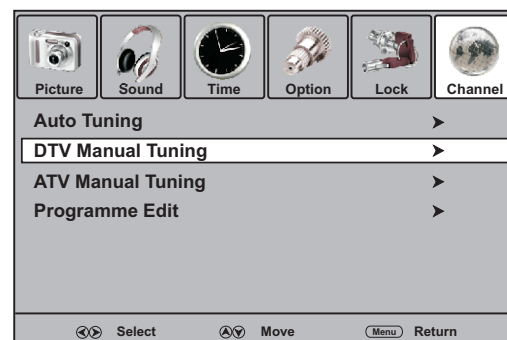 Picture Sound Time Option Lock Channel
Auto Tuning
DTV Manual Tuning
ATV Manual Tuning
Programme Edit
Select Move Menu Return